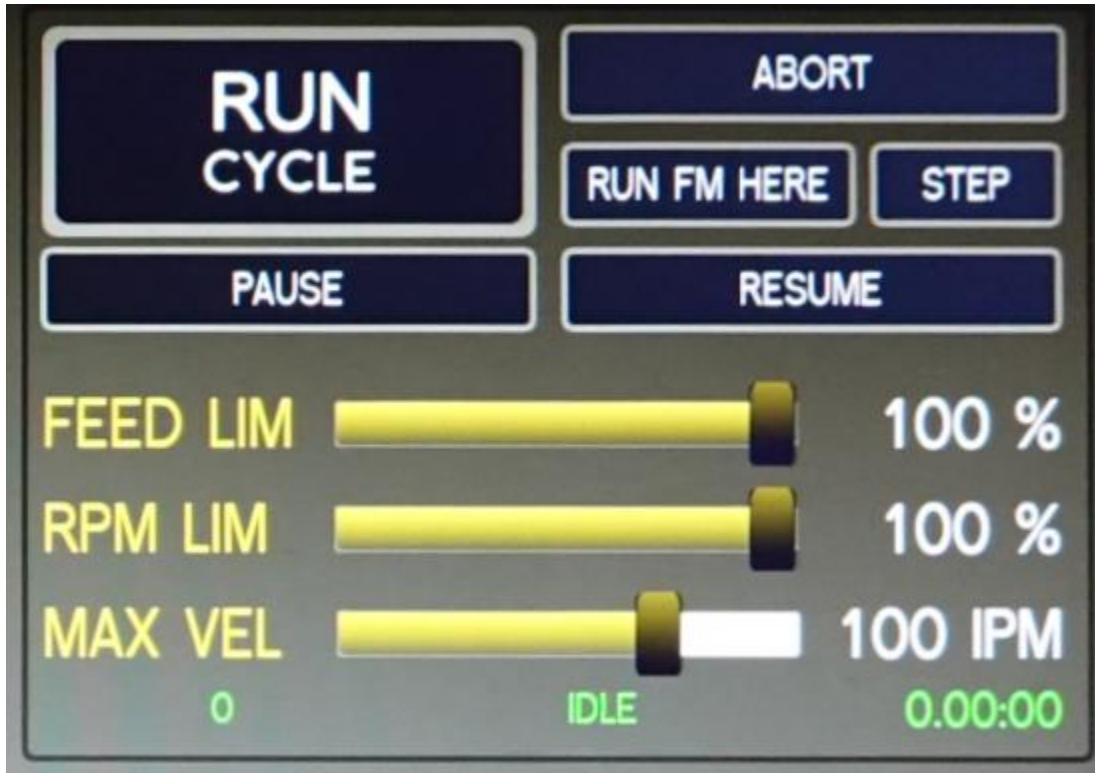 RUN
CYCLE
ABORT
RUN FM HERE
STEP
PAUSE
RESUME
FEED LIM
100 %
RPM LIM
100 %
MAX VEL
100 IPM
0
IDLE
0.00:00